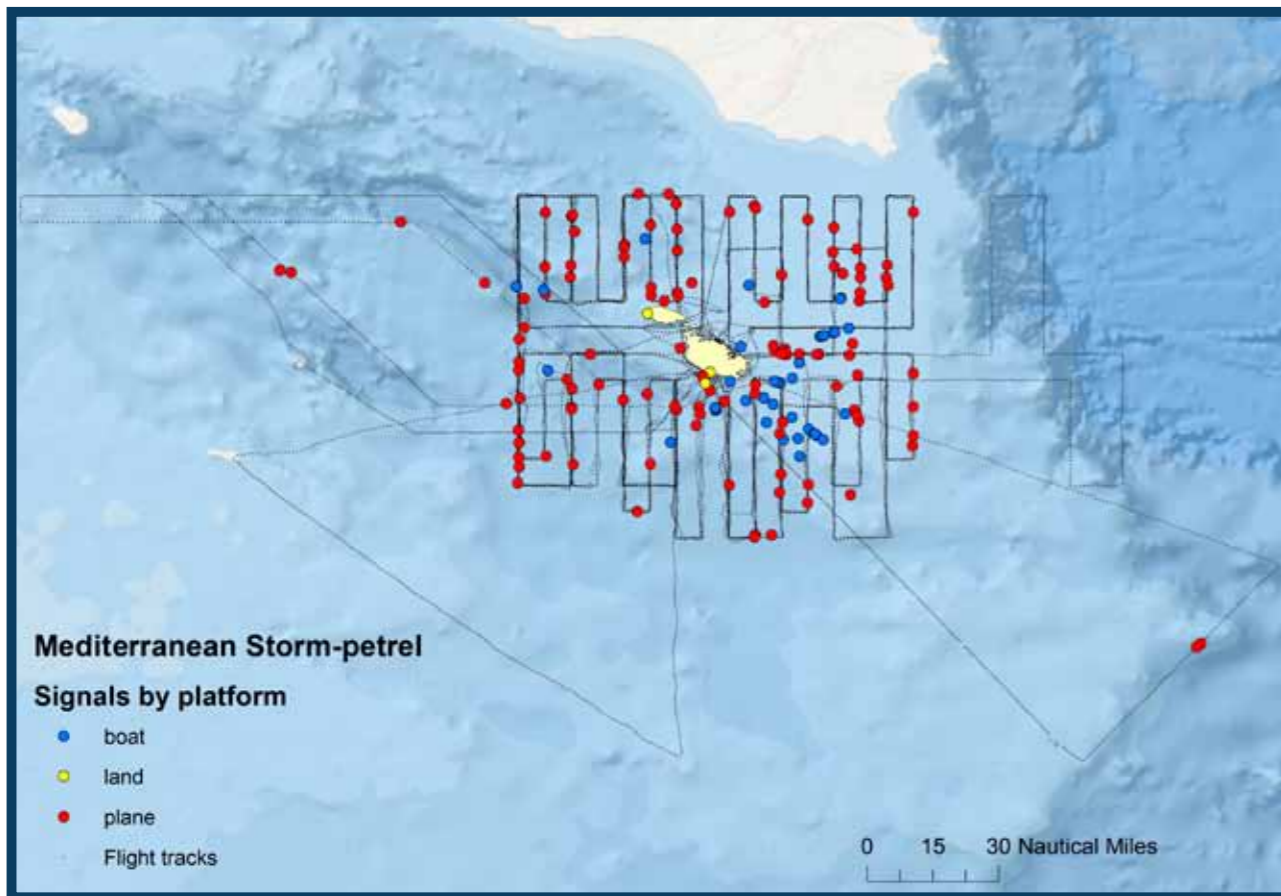 Mediterranean Storm-petrel
Signals by platform
boat
land
plane
Flight tracks
0 15 30 Nautical Miles